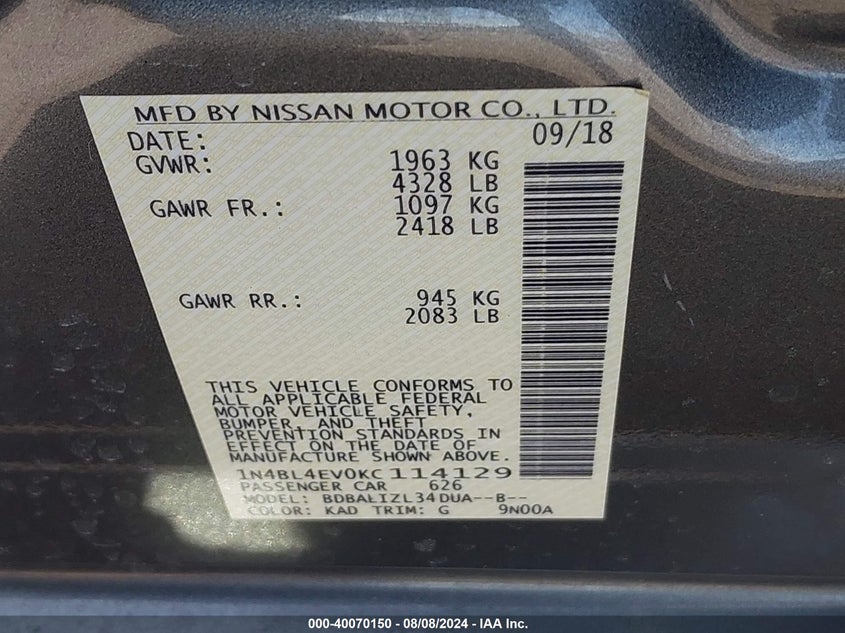 MFD BY NISSAN MOTOR CO., LTD.
DATE: 09/18
GVWR: 1963 KG
4328 LB
GAWR FR.: 1097 KG
2418 LB
GAWR RR.: 945 KG
2083 LB
THIS VEHICLE CONFORMS TO
ALL APPLICABLE FEDERAL
MOTOR VEHICLE SAFETY,
BUMPER, AND THEFT
PREVENTION STANDARDS IN
EFFECT ON THE DATE OF
MANUFACTURE SHOWN ABOVE.
1N4BL4EV0KC114129
PASSENGER CAR 626
MODEL: BDBALIZL34DUA--B--
COLOR: KAD TRIM: G 9N00A
000-40070150 - 08/08/2024 - IAA Inc.